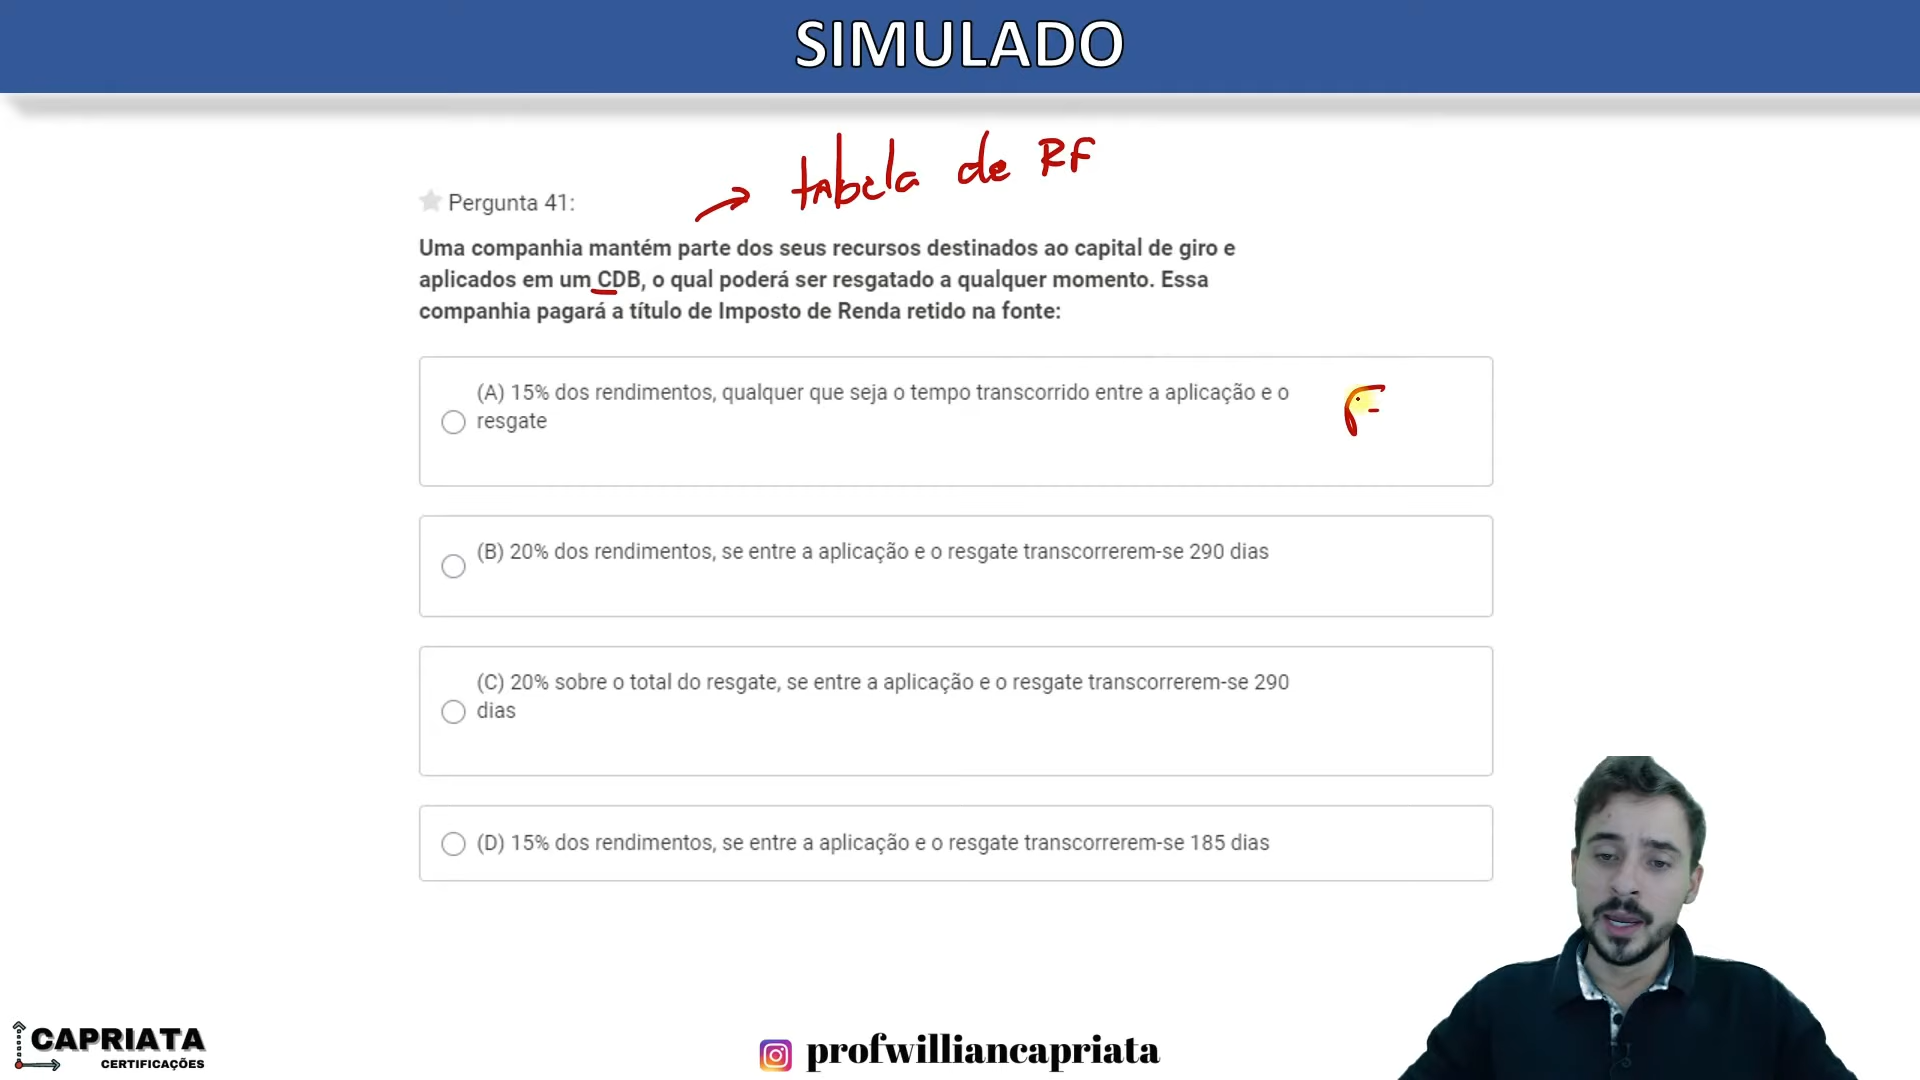 SIMULADO
tabela de RF
Pergunta 41:
Uma companhia mantém parte dos seus recursos destinados ao capital de giro e
aplicados em um CDB, o qual poderá ser resgatado a qualquer momento. Essa
companhia pagará a título de Imposto de Renda retido na fonte:
(A) 15% dos rendimentos, qualquer que seja o tempo transcorrido entre a aplicação e o
resgate
F
(B) 20% dos rendimentos, se entre a aplicação e o resgate transcorrerem-se 290 dias
(C) 20% sobre o total do resgate, se entre a aplicação e o resgate transcorrerem-se 290
dias
(D) 15% dos rendimentos, se entre a aplicação e o resgate transcorrerem-se 185 dias
CAPRIATA
CERTIFICAÇÕES
profwilliancapriata